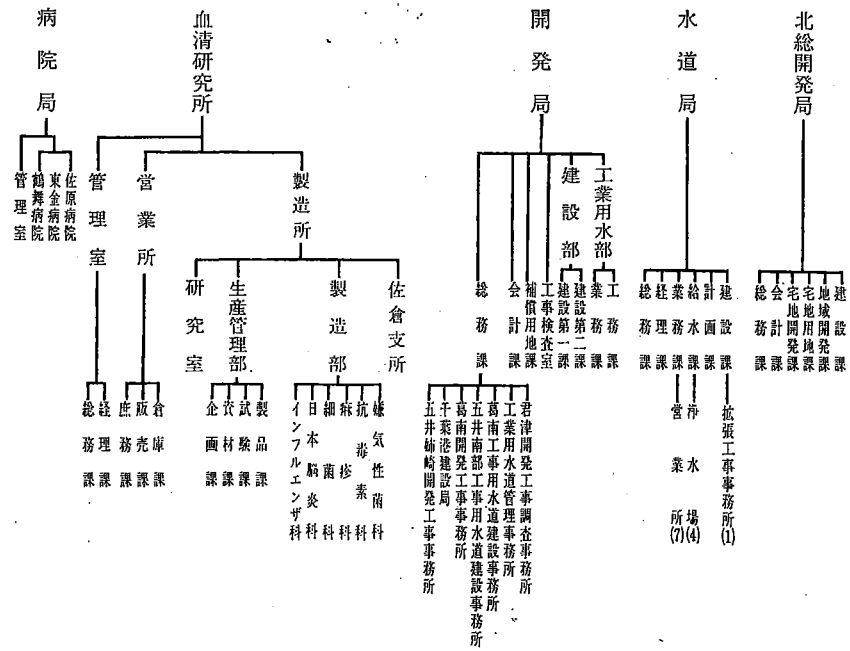 北総開発局
建設課
地域開発課
宅地用地課
宅地開発課
会計課
総務課
水道局
建設課
計画課
給水課
業務課
経理課
総務課
拡張工事事務所(1)
浄水場(4)
営業所(7)
開発局
工業用水部
建設部
工務課
業務課
建設第二課
建設第一課
工事検査室
補償用地課
会計課
総務課
君津開発工事調査事務所
工業用水道管理事務所
葛南工事用水道建設事務所
五井南部工事用水道建設事務所
葛南開発工事事務所
千葉港建設局
五井姉崎開発工事事務所
血清研究所
製造所
営業所
管理室
佐倉支所
製造部
生産管理部
研究室
嫌気性菌科
抗毒素科
麻疹科
細菌科
日本脳炎科
インフルエンザ科
製品課
試験課
資材課
企画課
倉庫課
販売課
庶務課
経理課
総務課
病院局
佐原病院
東金病院
鶴舞病院
管理室